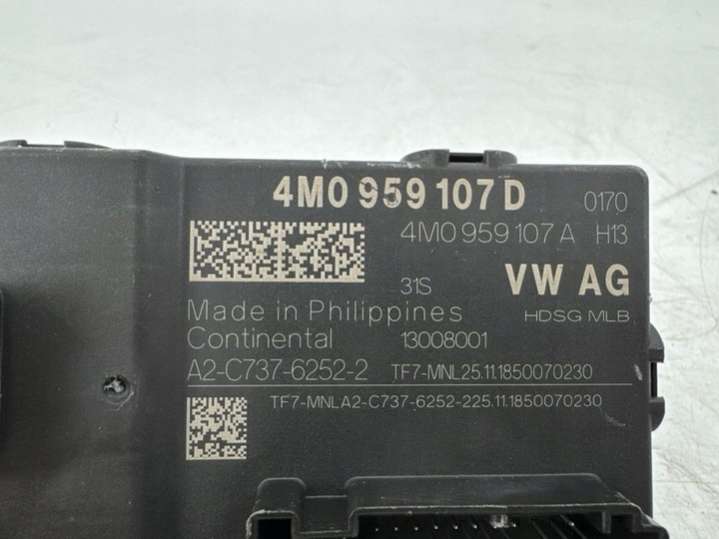 4M0 959 107 D 0170
4M0 959 107 A H13
31S VW AG
Made in Philippines HDSG MLB
Continental 13008001
A2-C737-6252-2 TF7-MNL25.11.1850070230
TF7-MNLA2-C737-6252-225.11.1850070230